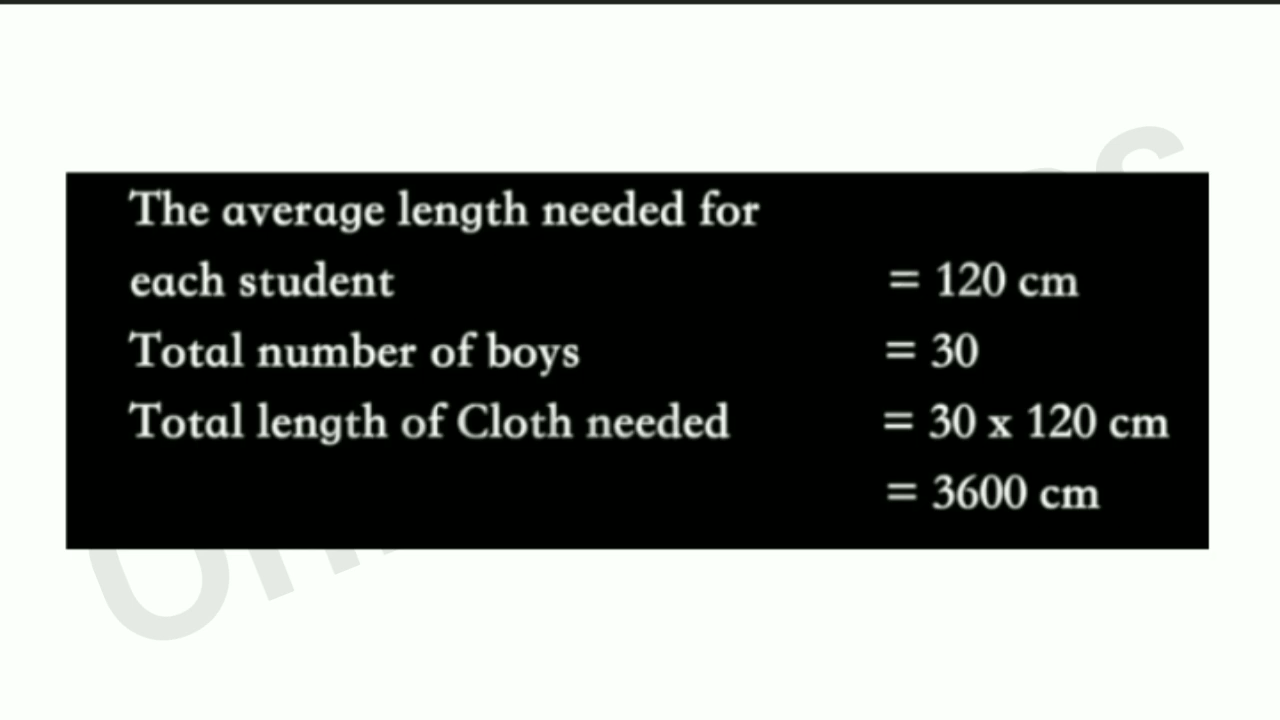 The average length needed for
each student = 120 cm
Total number of boys = 30
Total length of Cloth needed = 30 x 120 cm
= 3600 cm